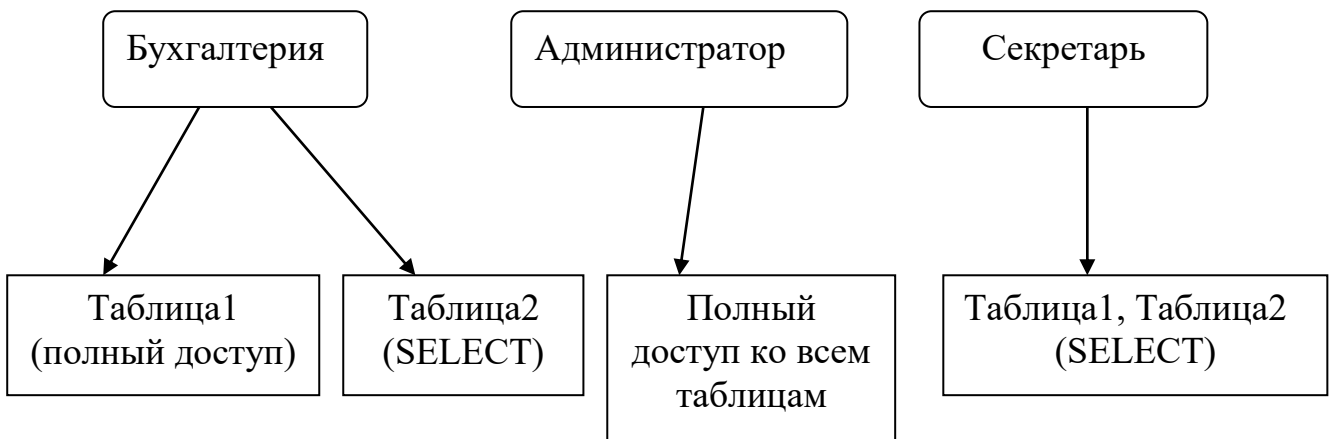 Бухгалтерия
Администратор
Секретарь
Таблица1
(полный доступ)
Таблица2
(SELECT)
Полный
доступ ко всем
таблицам
Таблица1, Таблица2
(SELECT)